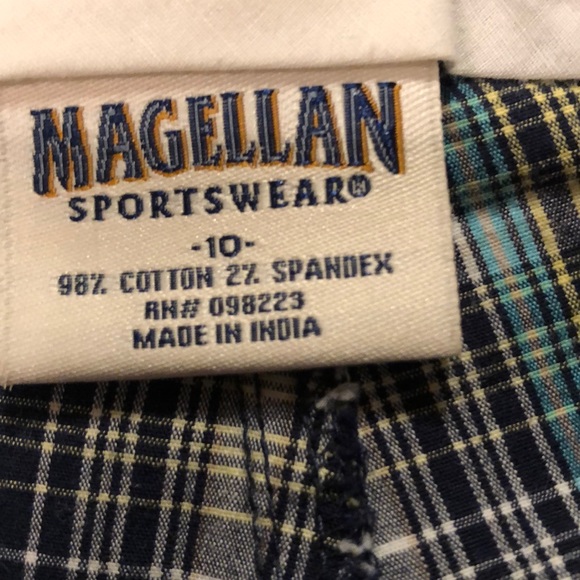 MAGELLAN
SPORTSWEAR®
-10-
98% COTTON 2% SPANDEX
RN# 098223
MADE IN INDIA